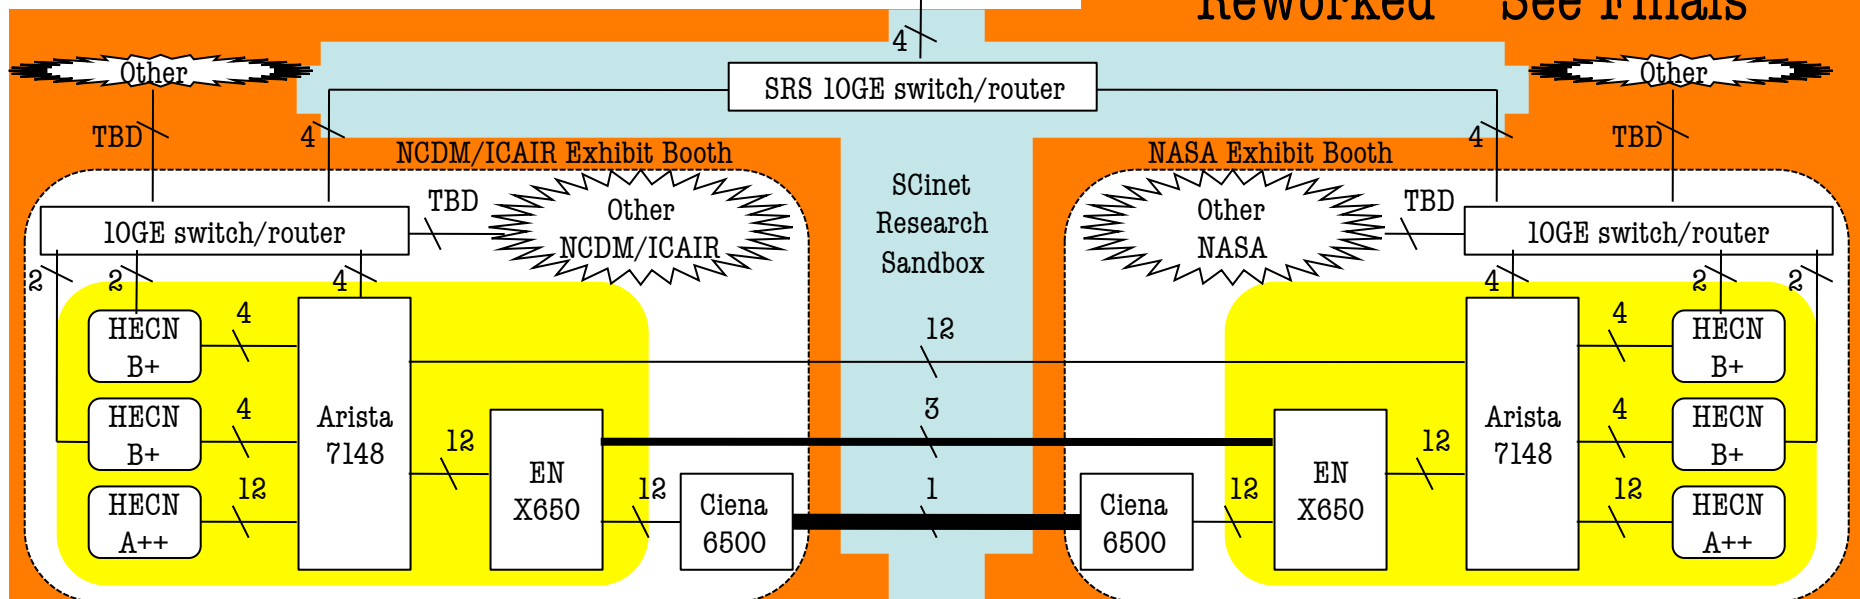 Reworked   See Finals
4
Other
SRS 10GE switch/router
Other
TBD
4
4
TBD
NCDM/ICAIR Exhibit Booth
NASA Exhibit Booth
SCinet
Research
Sandbox
TBD
Other
NCDM/ICAIR
Other
NASA
TBD
10GE switch/router
10GE switch/router
2
2
4
4
2
2
HECN
B+
4
12
4
HECN
B+
HECN
B+
4
Arista
7148
12
EN
X650
3
EN
X650
12
Arista
7148
4
HECN
B+
HECN
A++
12
12
Ciena
6500
1
Ciena
6500
12
12
HECN
A++